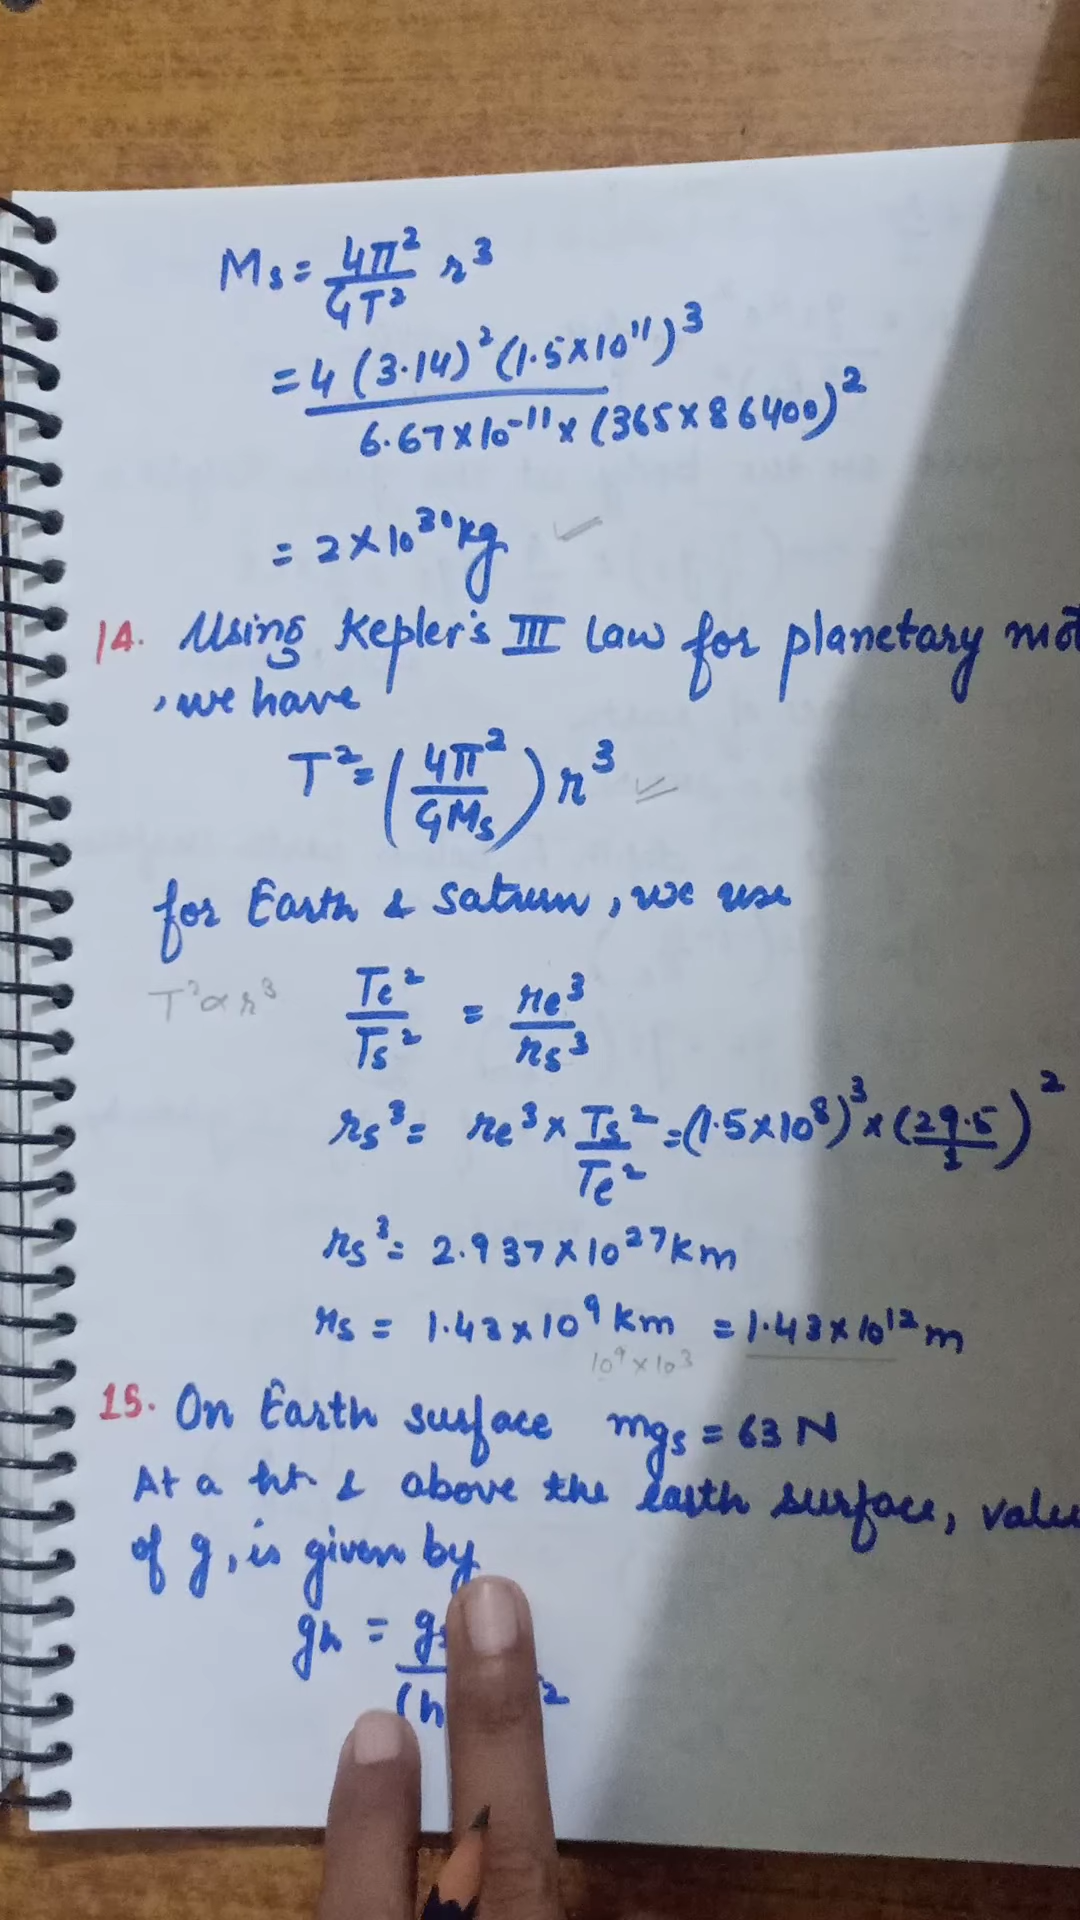 Ms = 4π² / GT² r³
= 4 (3.14)² (1.5×10¹¹)³ / 6.67×10⁻¹¹ × (365×86400)²
= 2×10³⁰ kg
14. Using Kepler's III Law for planetary
, we have
T² = (4π² / GMs) r³
for Earth & Saturn, we use
T² ∝ r³
Te² / Ts² = re³ / rs³
rs³ = re³ × Ts² / Te² = (1.5×10⁸)³ × (29.5 / 1)²
rs³ = 2.937×10²⁷ km
rs = 1.43×10⁹ km = 1.43×10¹² m
10⁹×10³
15. On Earth surface mgs = 63 N
At a ht & above the earth surface,
of g, is given by
gh =